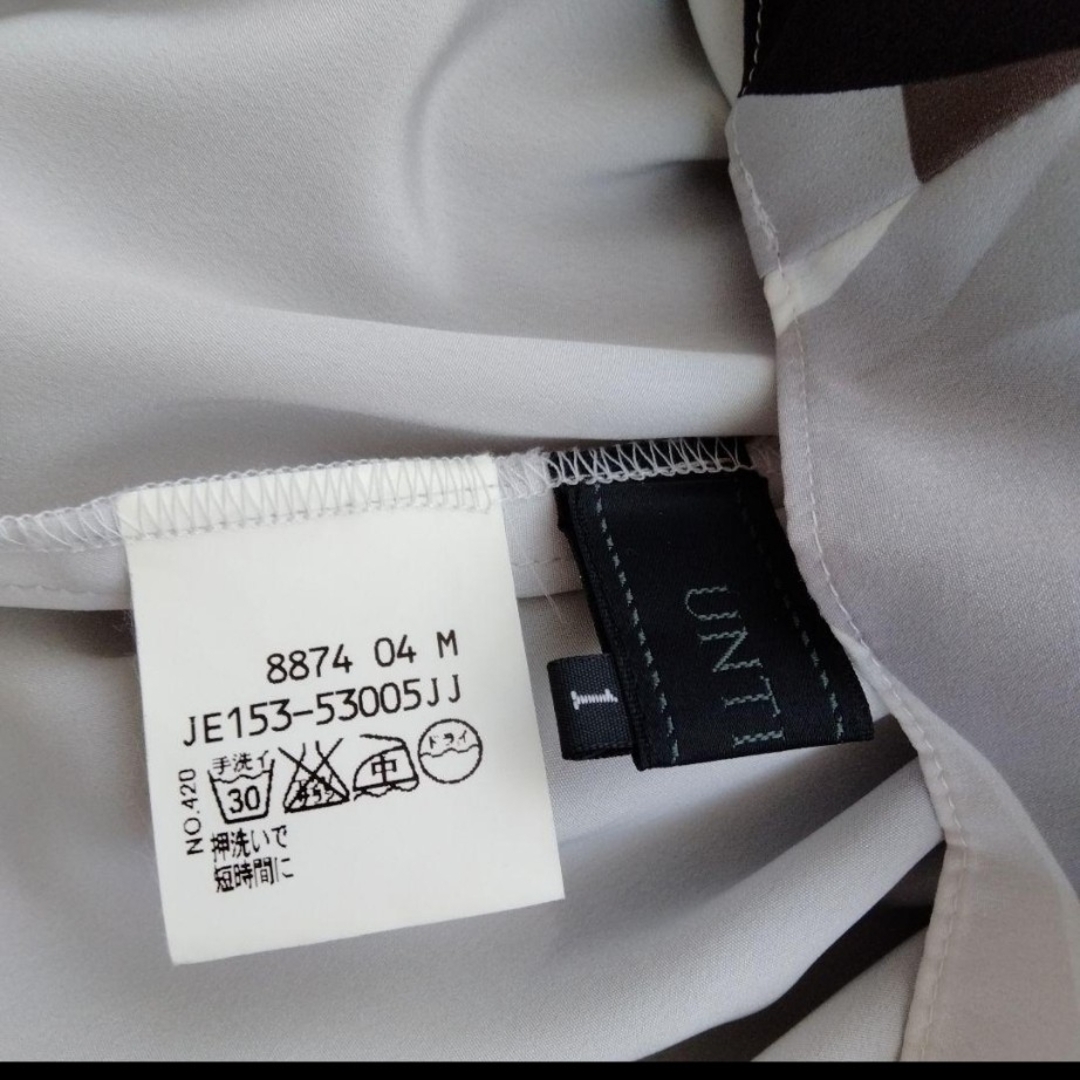 8874 04 M
JE153-53005JJ
手洗イ
30
中
ドライ
NO.420
押洗いで
短時間に
UNTI
1